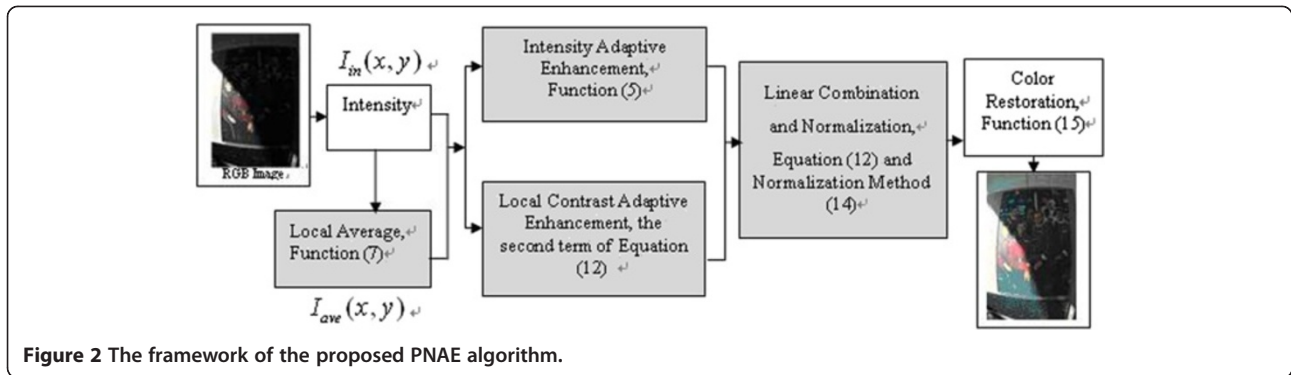 RGB Image
I_in(x, y) ↵
Intensity↵
Local Average,↵
Function (7)↵
I_ave(x, y) ↵
Intensity Adaptive
Enhancement,↵
Function (5)↵
Local Contrast Adaptive
Enhancement, the
second term of Equation
(12) ↵
Linear Combination
and Normalization,↵
Equation (12) and
Normalization Method
(14)↵
Color
Restoration,↵
Function (15)↵
Figure 2 The framework of the proposed PNAE algorithm.